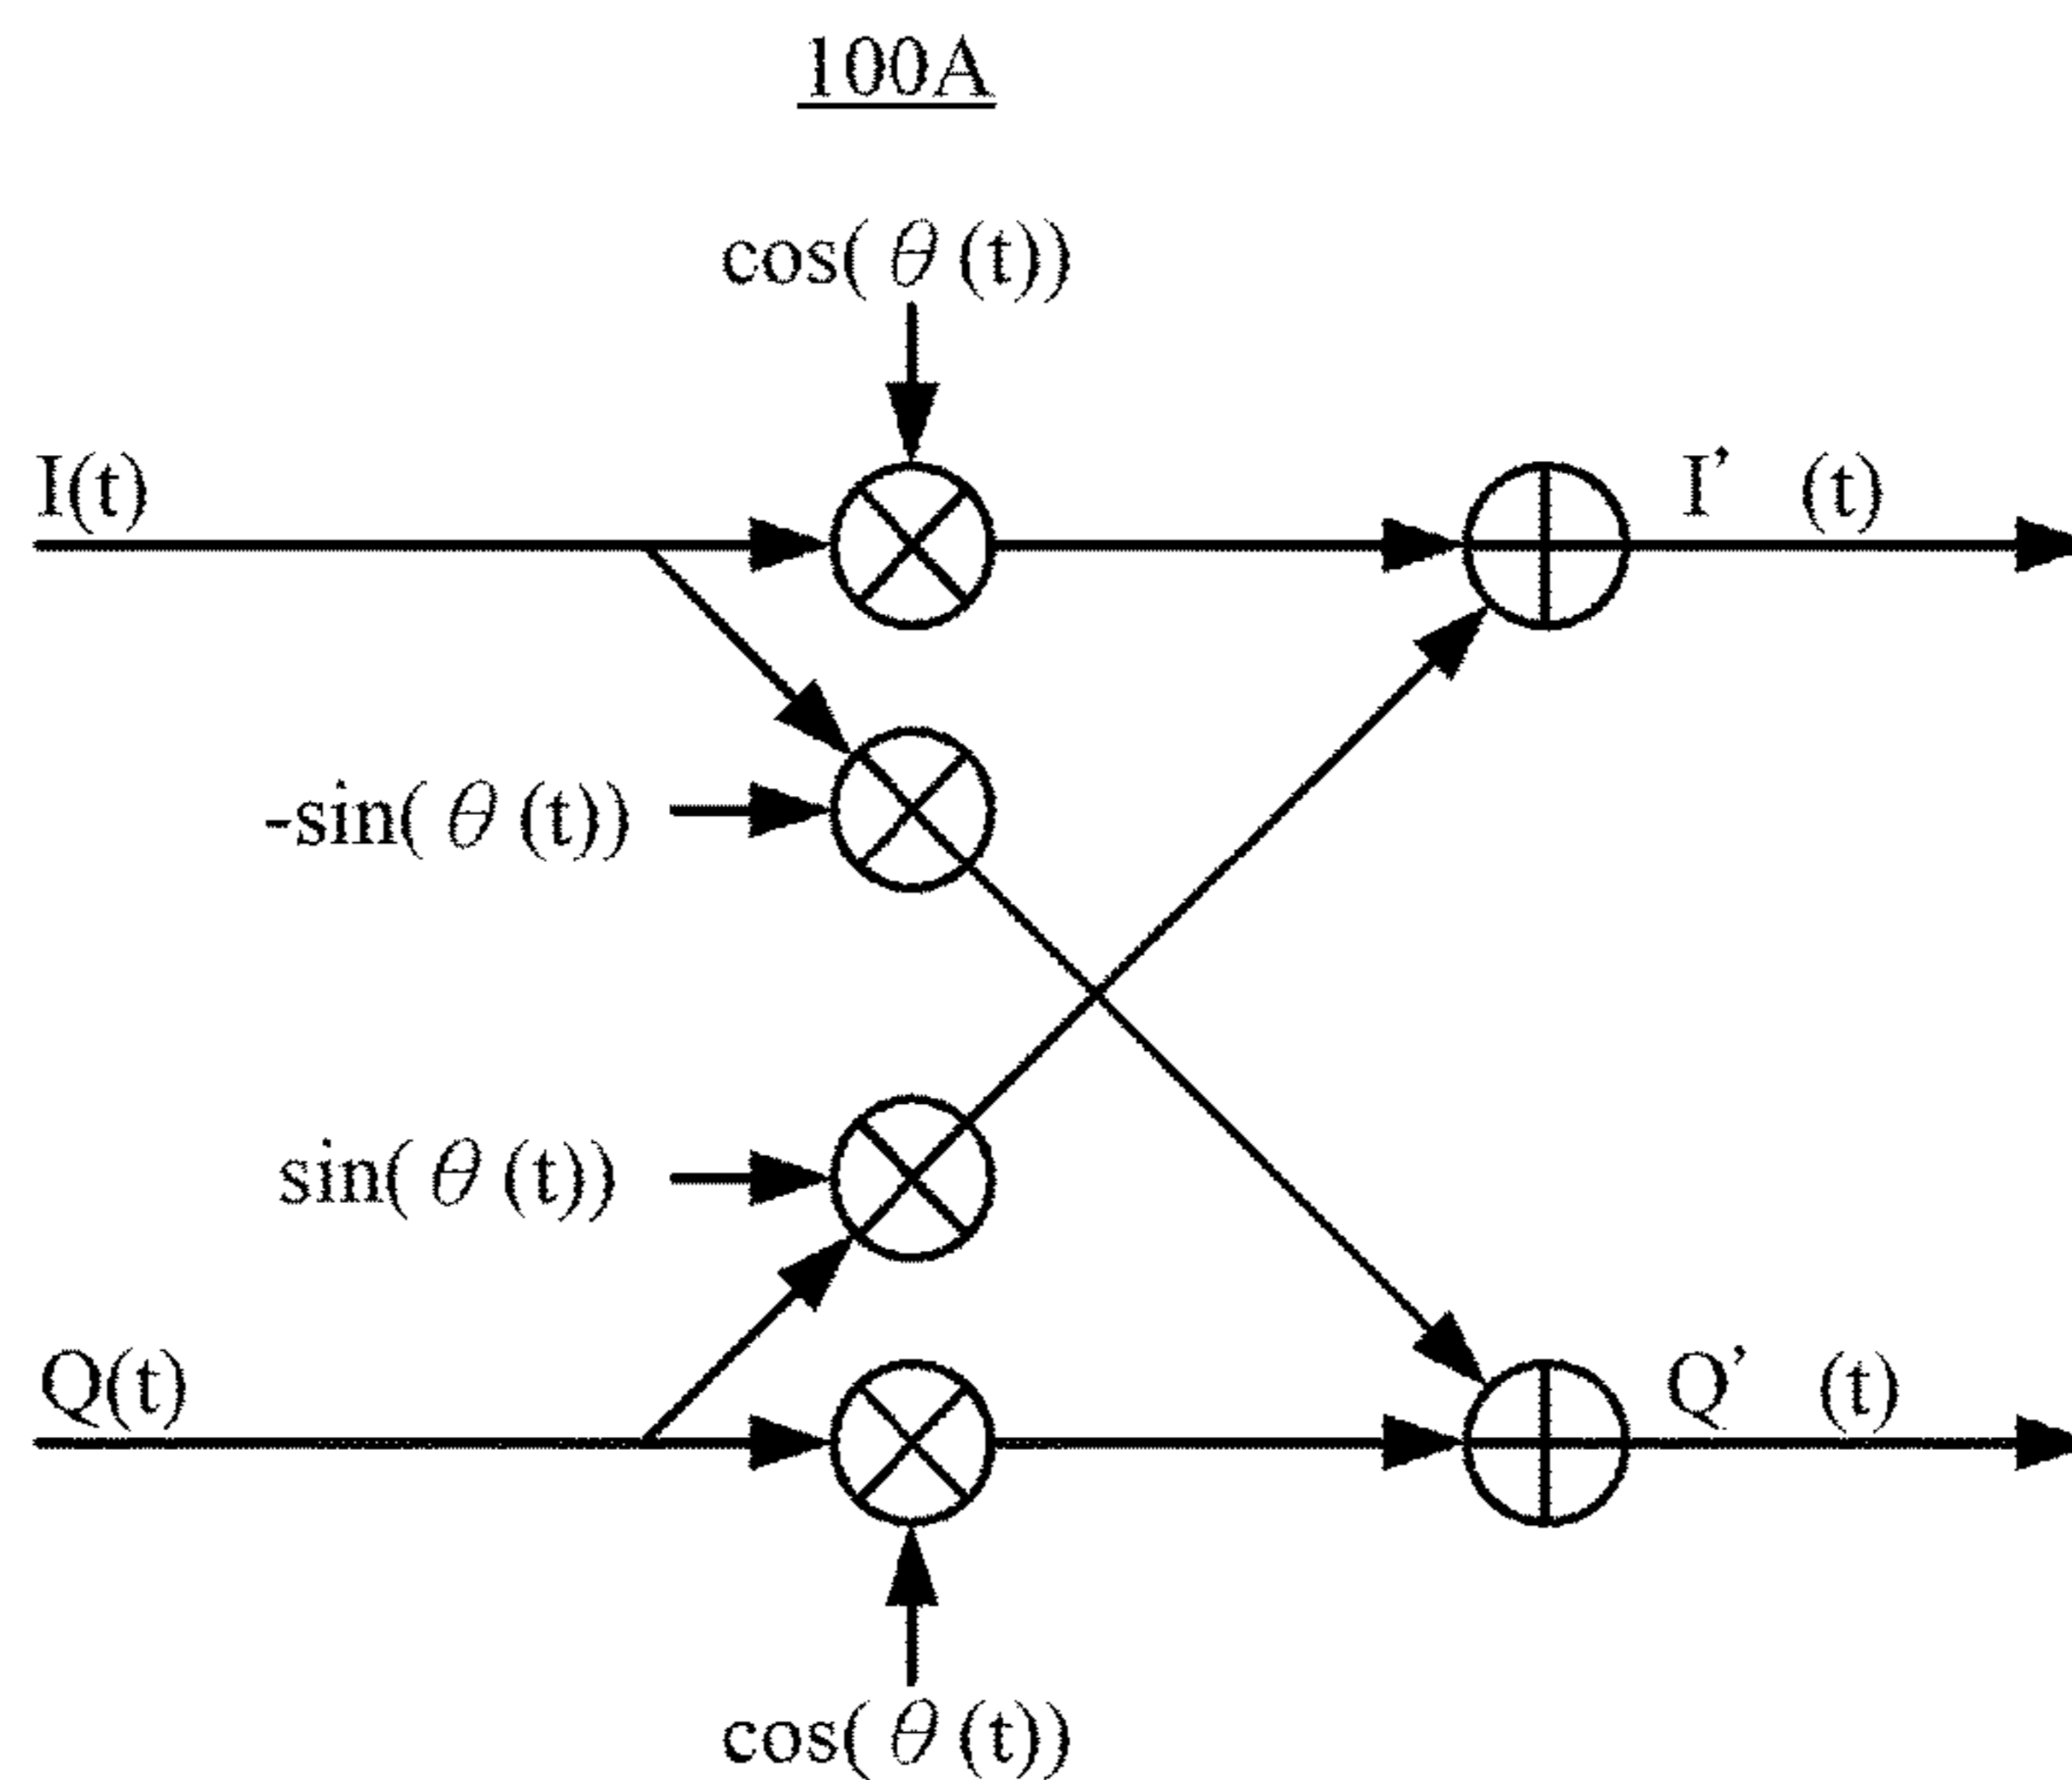 100A
cos( θ (t))
I(t)
I’ (t)
-sin( θ (t))
sin( θ (t))
Q(t)
Q’ (t)
cos( θ (t))